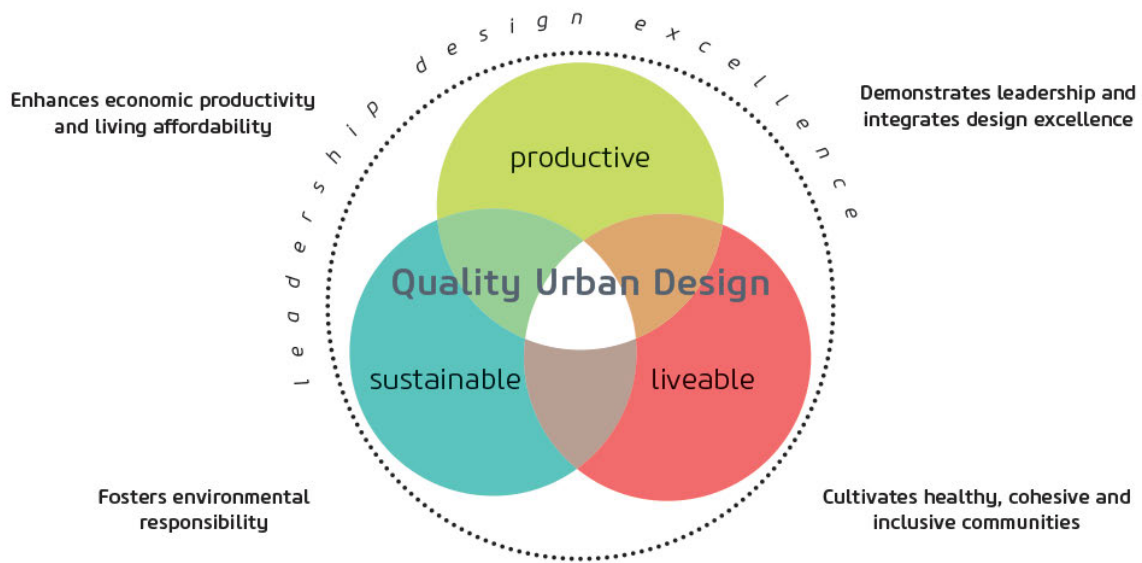 leadership design excellence
Enhances economic productivity
and living affordability
Demonstrates leadership and
integrates design excellence
productive
Quality Urban Design
sustainable
liveable
Fosters environmental
responsibility
Cultivates healthy, cohesive and
inclusive communities